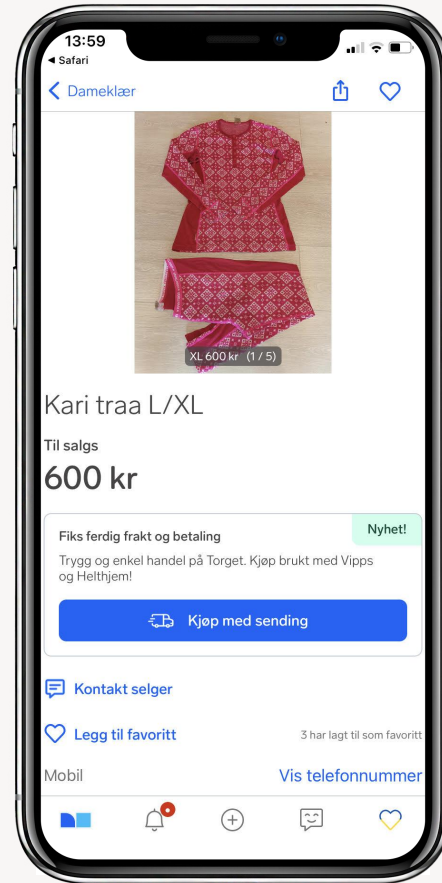 13:59
◀ Safari
Dameklær
XL 600 kr (1 / 5)
Kari traa L/XL
Til salgs
600 kr
Nyhet!
Fiks ferdig frakt og betaling
Trygg og enkel handel på Torget. Kjøp brukt med Vipps
og Helthjem!
Kjøp med sending
Kontakt selger
Legg til favoritt
3 har lagt til som favoritt
Mobil
Vis telefonnummer